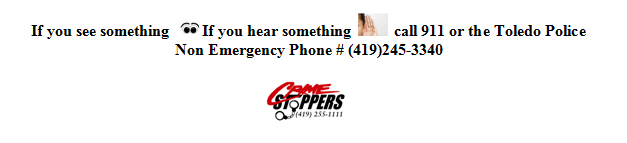 If you see something If you hear something call 911 or the Toledo Police
Non Emergency Phone # (419)245-3340
CRIME
STOPPERS
(419) 255-1111